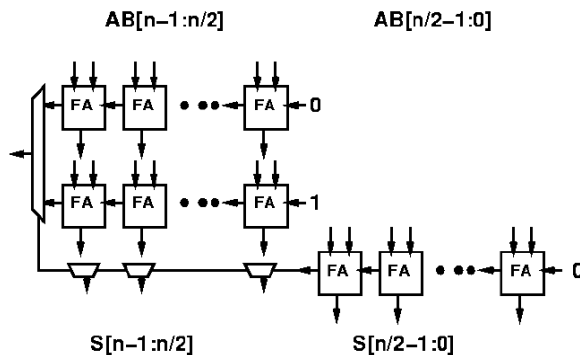 AB[n-1:n/2] AB[n/2-1:0]
FA FA FA 0
FA FA FA 1
FA FA FA 0
S[n-1:n/2] S[n/2-1:0]